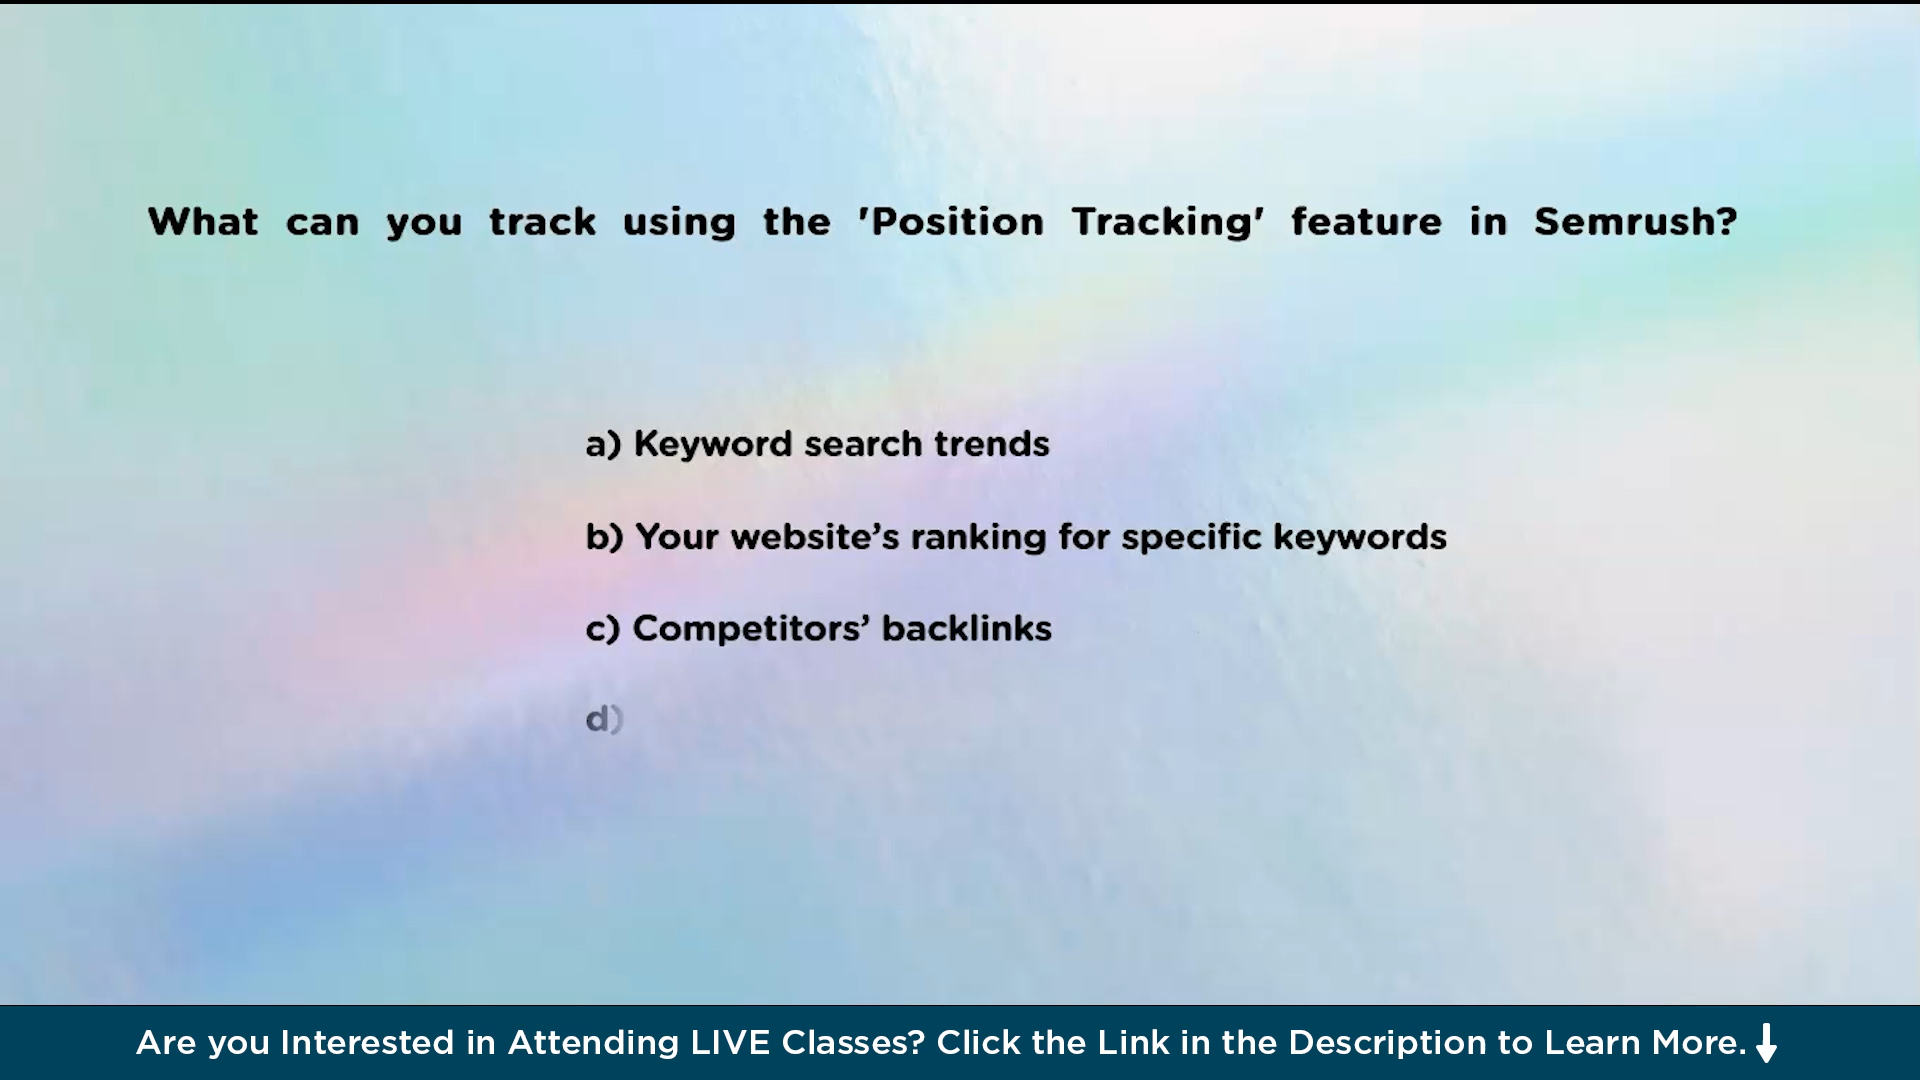 What can you track using the 'Position Tracking' feature in Semrush?
a) Keyword search trends
b) Your website’s ranking for specific keywords
c) Competitors’ backlinks
d)
Are you Interested in Attending LIVE Classes? Click the Link in the Description to Learn More.